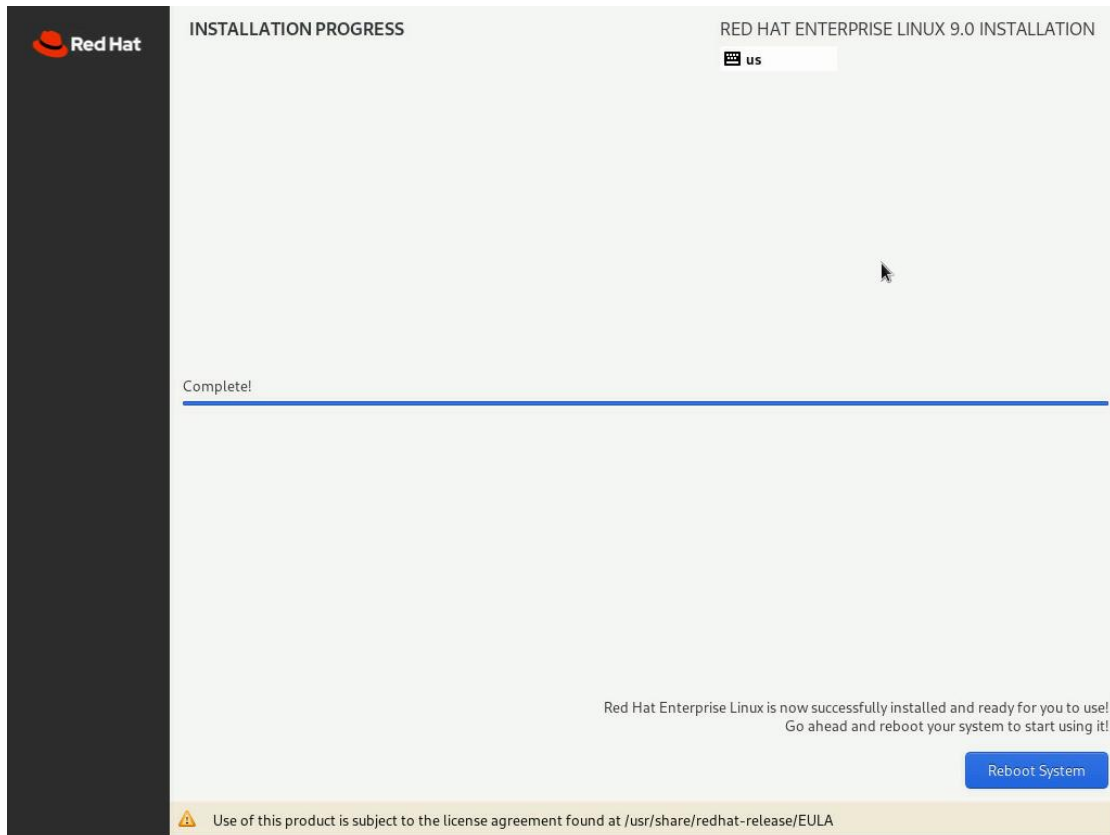 Red Hat
INSTALLATION PROGRESS
RED HAT ENTERPRISE LINUX 9.0 INSTALLATION
us
Complete!
Red Hat Enterprise Linux is now successfully installed and ready for you to use!
Go ahead and reboot your system to start using it!
Reboot System
Use of this product is subject to the license agreement found at /usr/share/redhat-release/EULA